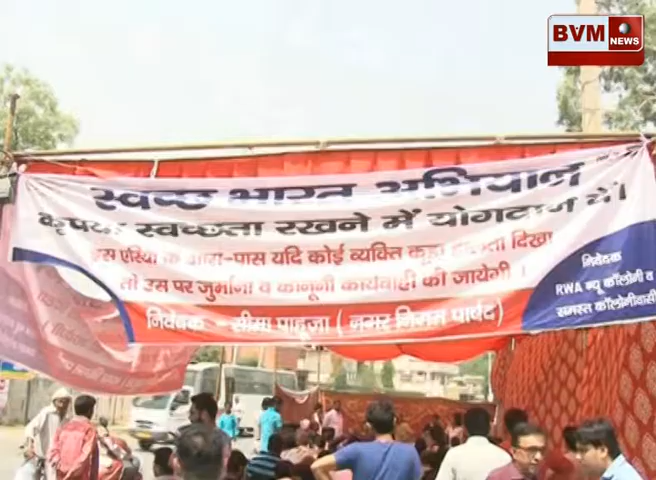 BVM
NEWS
स्वच्छ भारत अभियान
कृपया स्वच्छता रखने में योगदान दें।
इस एरिया के आस-पास यदि कोई व्यक्ति कूड़ा डालता दिखा
तो उस पर जुर्माना व कानूनी कार्यवाही की जायेगी ।
निवेदक - सीमा पाहूजा ( नगर निगम पार्षद)
निवेदक
RWA न्यू कॉलोनी व
समस्त कॉलोनीवासी